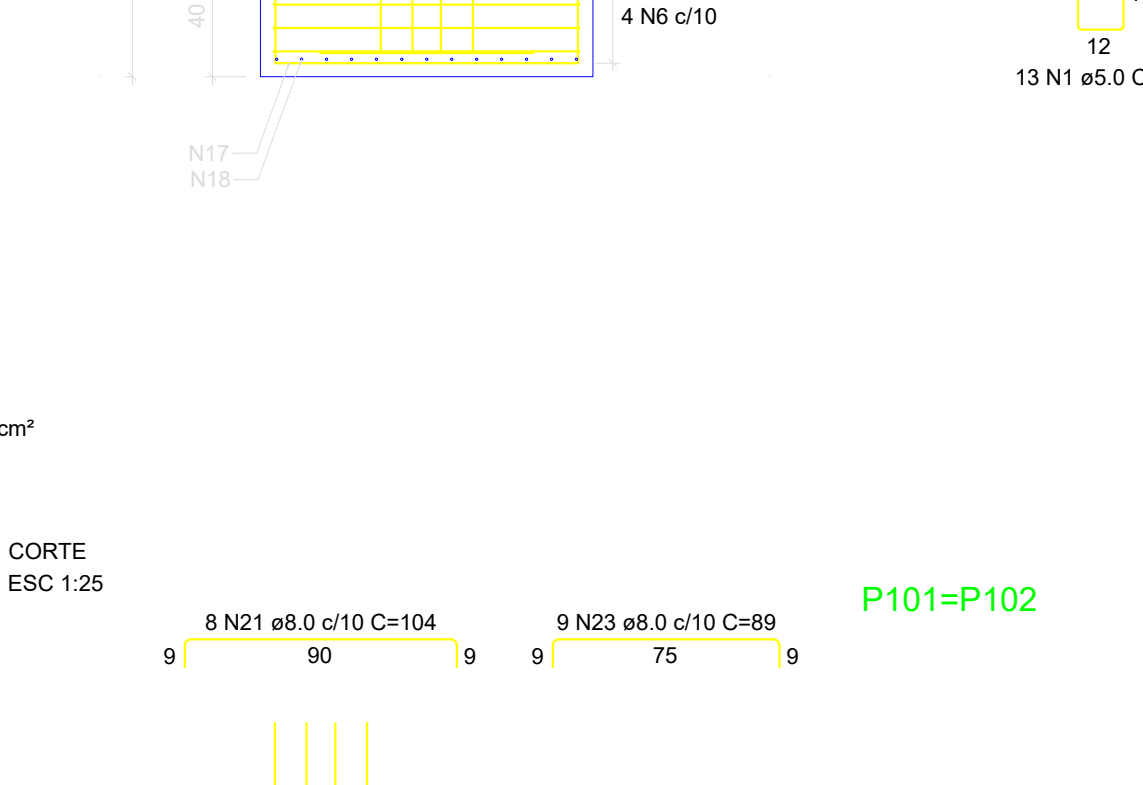 40
4 N6 c/10
12
13 N1 ø5.0 C
N17
N18
cm²
CORTE
ESC 1:25
P101=P102
8 N21 ø8.0 c/10 C=104
9
90
9
9 N23 ø8.0 c/10 C=89
9
75
9